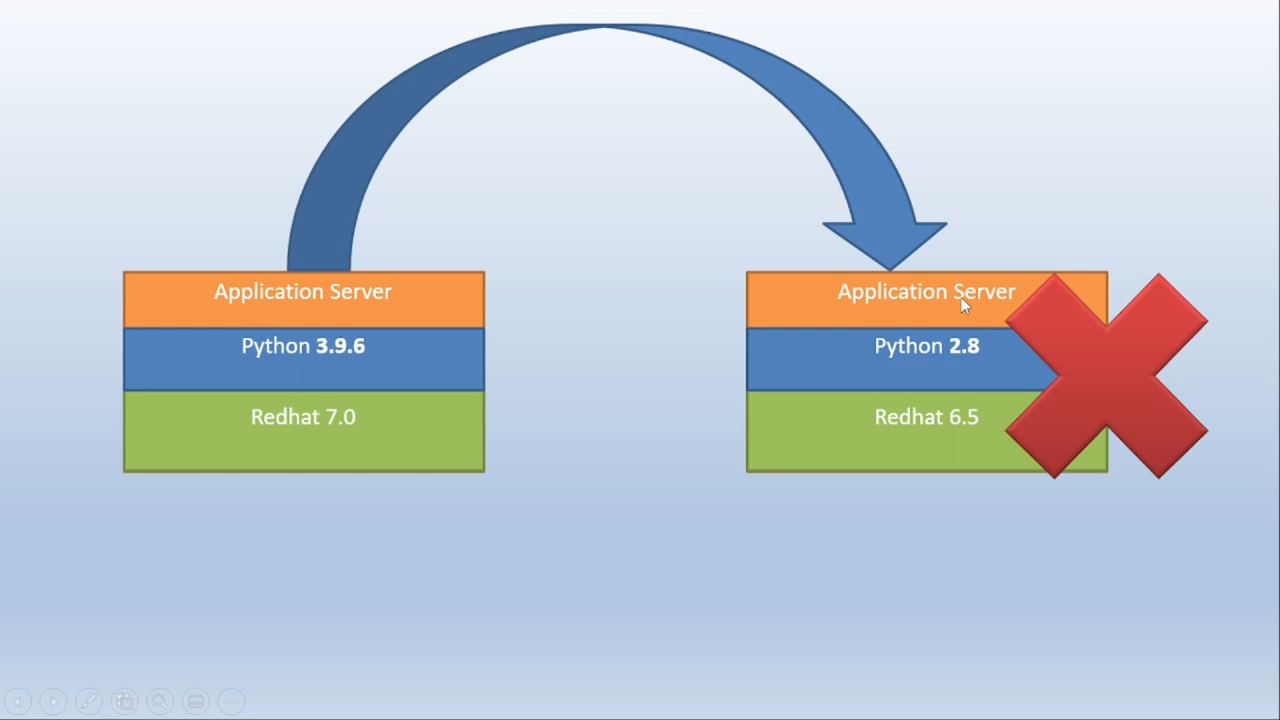 Application Server
Python 3.9.6
Redhat 7.0
Application Server
Python 2.8
Redhat 6.5